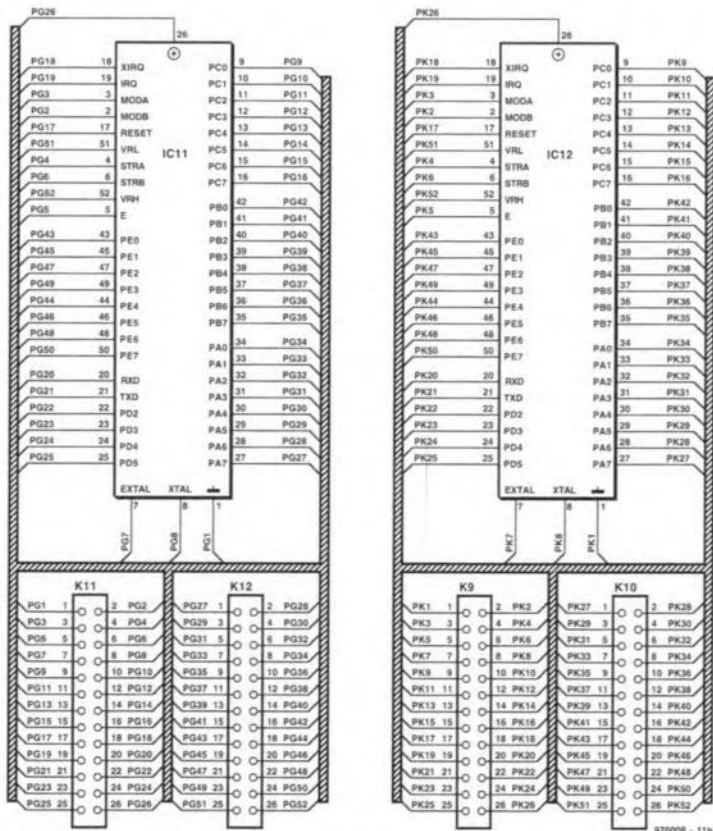 PG26
26
PG18 18 XIRQ PC0 9 PG9
PG19 19 IRQ PC1 10 PG10
PG3 3 MODA PC2 11 PG11
PG2 2 MODB PC3 12 PG12
PG17 17 RESET PC4 13 PG13
PG51 51 VRL IC11 PC5 14 PG14
PG4 4 STRA PC6 15 PG15
PG6 6 STRB PC7 16 PG16
PG52 52 VRH PB0 42 PG42
PG5 5 E PB1 41 PG41
PG43 43 PE0 PB2 40 PG40
PG45 45 PE1 PB3 39 PG39
PG47 47 PE2 PB4 38 PG38
PG49 49 PE3 PB5 37 PG37
PG44 44 PE4 PB6 36 PG36
PG46 46 PE5 PB7 35 PG35
PG48 48 PE6 PA0 34 PG34
PG50 50 PE7 PA1 33 PG33
PG20 20 RXD PA2 32 PG32
PG21 21 TXD PA3 31 PG31
PG22 22 PD2 PA4 30 PG30
PG23 23 PD3 PA5 29 PG29
PG24 24 PD4 PA6 28 PG28
PG25 25 PD5 PA7 27 PG27
EXTAL XTAL
7 8 1
PG7 PG8 PG1
K11 K12
PG1 1 2 PG2 PG27 1 2 PG28
PG3 3 4 PG4 PG29 3 4 PG30
PG5 5 6 PG6 PG31 5 6 PG32
PG7 7 8 PG8 PG33 7 8 PG34
PG9 9 10 PG10 PG35 9 10 PG36
PG11 11 12 PG12 PG37 11 12 PG38
PG13 13 14 PG14 PG39 13 14 PG40
PG15 15 16 PG16 PG41 15 16 PG42
PG17 17 18 PG18 PG43 17 18 PG44
PG19 19 20 PG20 PG45 19 20 PG46
PG21 21 22 PG22 PG47 21 22 PG48
PG23 23 24 PG24 PG49 23 24 PG50
PG25 25 26 PG26 PG51 25 26 PG52
PK26
26
PK18 18 XIRQ PC0 9 PK9
PK19 19 IRQ PC1 10 PK10
PK3 3 MODA PC2 11 PK11
PK2 2 MODB PC3 12 PK12
PK17 17 RESET PC4 13 PK13
PK51 51 VRL IC12 PC5 14 PK14
PK4 4 STRA PC6 15 PK15
PK6 6 STRB PC7 16 PK16
PK52 52 VRH PB0 42 PK42
PK5 5 E PB1 41 PK41
PK43 43 PE0 PB2 40 PK40
PK45 45 PE1 PB3 39 PK39
PK47 47 PE2 PB4 38 PK38
PK49 49 PE3 PB5 37 PK37
PK44 44 PE4 PB6 36 PK36
PK46 46 PE5 PB7 35 PK35
PK48 48 PE6 PA0 34 PK34
PK50 50 PE7 PA1 33 PK33
PK20 20 RXD PA2 32 PK32
PK21 21 TXD PA3 31 PK31
PK22 22 PD2 PA4 30 PK30
PK23 23 PD3 PA5 29 PK29
PK24 24 PD4 PA6 28 PK28
PK25 25 PD5 PA7 27 PK27
EXTAL XTAL
7 8 1
PK7 PK8 PK1
K9 K10
PK1 1 2 PK2 PK27 1 2 PK28
PK3 3 4 PK4 PK29 3 4 PK30
PK5 5 6 PK6 PK31 5 6 PK32
PK7 7 8 PK8 PK33 7 8 PK34
PK9 9 10 PK10 PK35 9 10 PK36
PK11 11 12 PK12 PK37 11 12 PK38
PK13 13 14 PK14 PK39 13 14 PK40
PK15 15 16 PK16 PK41 15 16 PK42
PK17 17 18 PK18 PK43 17 18 PK44
PK19 19 20 PK20 PK45 19 20 PK46
PK21 21 22 PK22 PK47 21 22 PK48
PK23 23 24 PK24 PK49 23 24 PK50
PK25 25 26 PK26 PK51 25 26 PK52